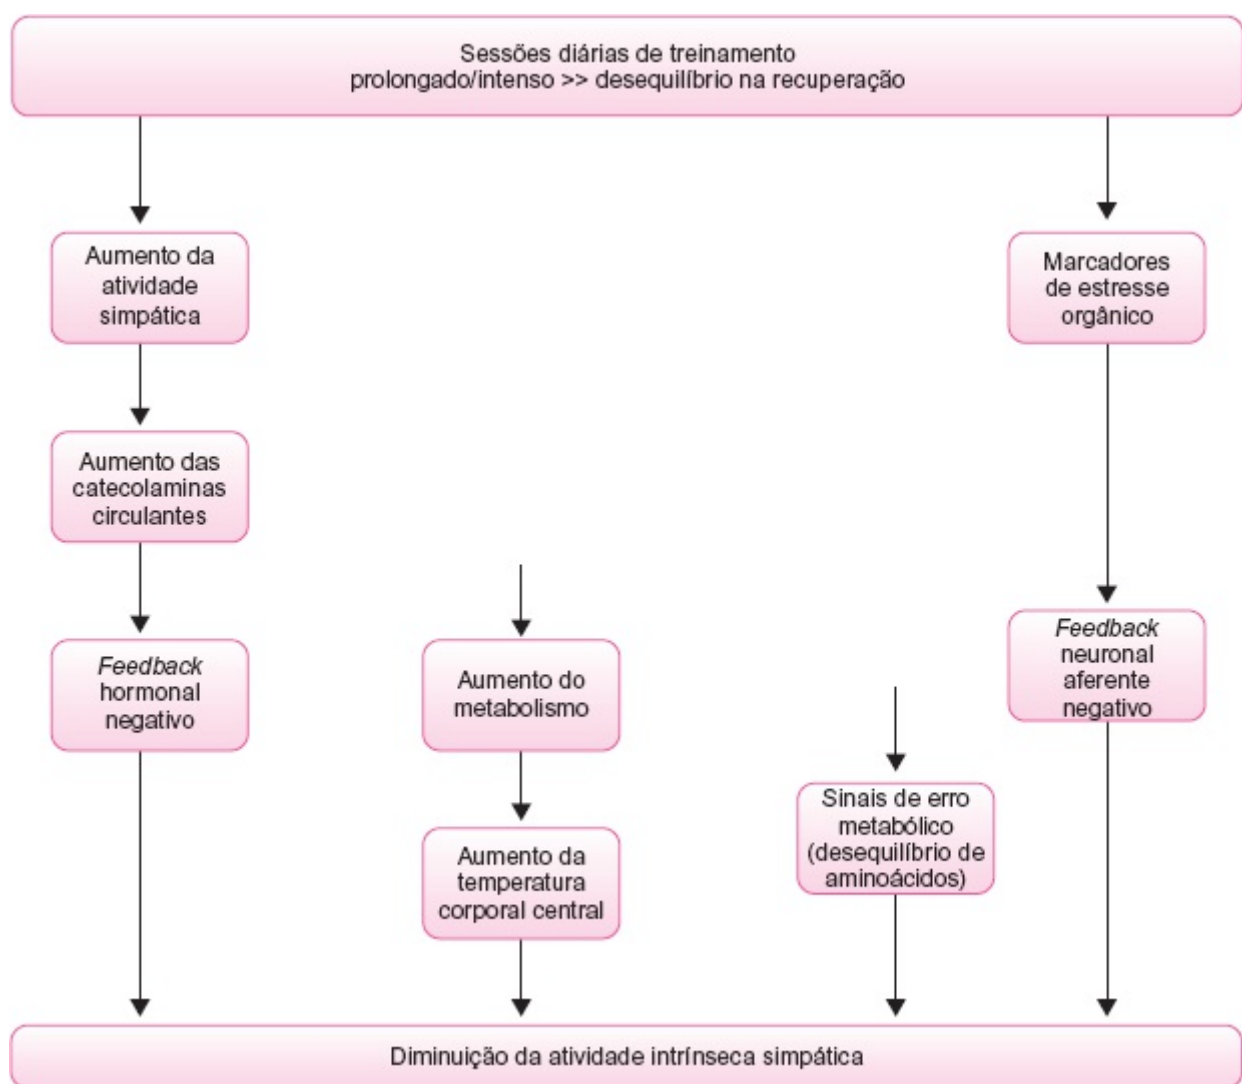 Sessões diárias de treinamento
prolongado/intenso >> desequilíbrio na recuperação
Aumento da
atividade
simpática
Marcadores
de estresse
orgânico
Aumento das
catecolaminas
circulantes
Feedback
hormonal
negativo
Aumento do
metabolismo
Feedback
neuronal
aferente
negativo
Aumento da
temperatura
corporal central
Sinais de erro
metabólico
(desequilíbrio de
aminoácidos)
Diminuição da atividade intrínseca simpática